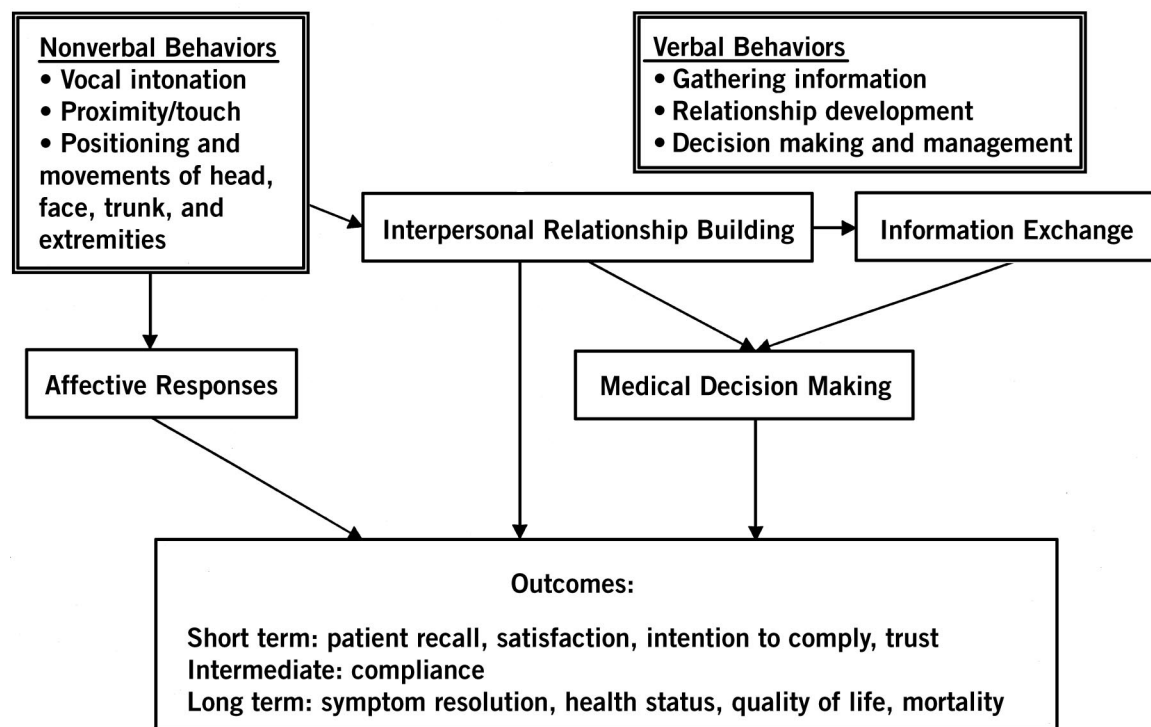 Nonverbal Behaviors
• Vocal intonation
• Proximity/touch
• Positioning and
movements of head,
face, trunk, and
extremities
Verbal Behaviors
• Gathering information
• Relationship development
• Decision making and management
Interpersonal Relationship Building
Information Exchange
Affective Responses
Medical Decision Making
Outcomes:
Short term: patient recall, satisfaction, intention to comply, trust
Intermediate: compliance
Long term: symptom resolution, health status, quality of life, mortality